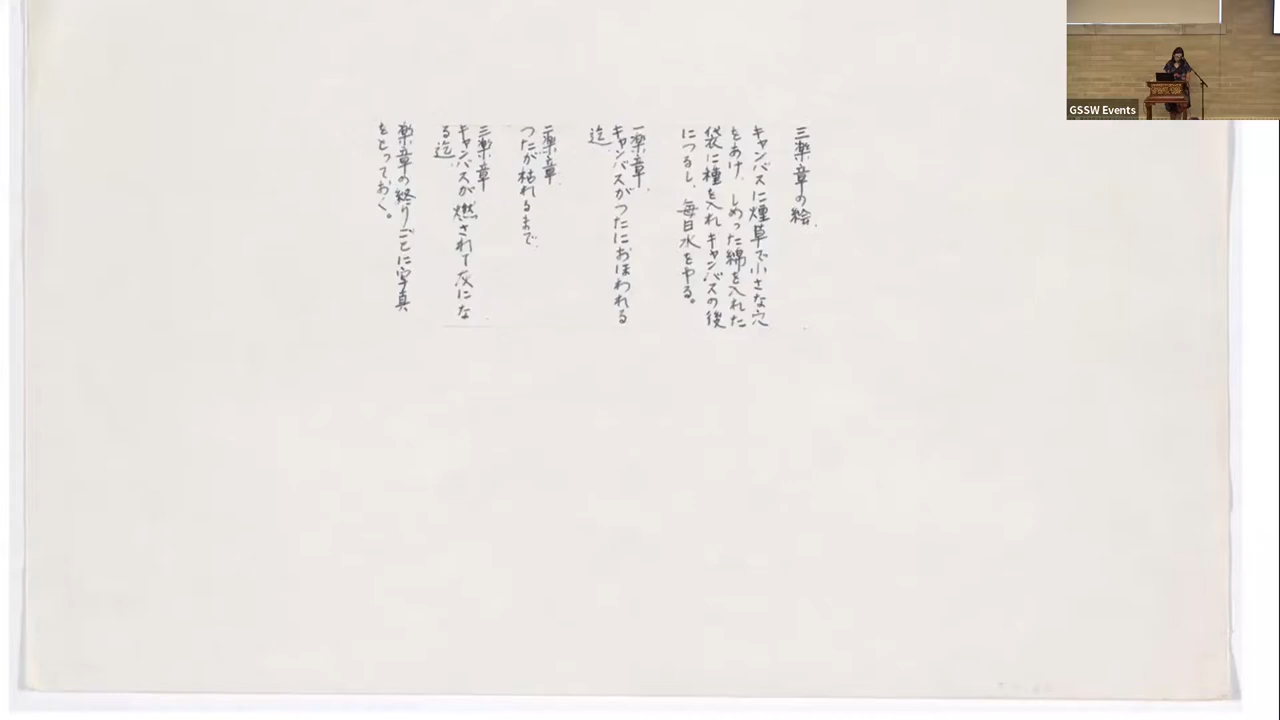 三楽章の絵.
キャンバスに煙草で小さな穴
をあけ、しめった綿を入れた
袋に種を入れキャンバスの後
につるし、毎日水をやる。
一楽章.
キャンバスがつたにおほわれる
迄.
二楽章.
つたが枯れるまで.
三楽章
キャンバスが燃されて灰にな
る迄.
楽章の終りごとに写真
をとっておく。
GSSW Events